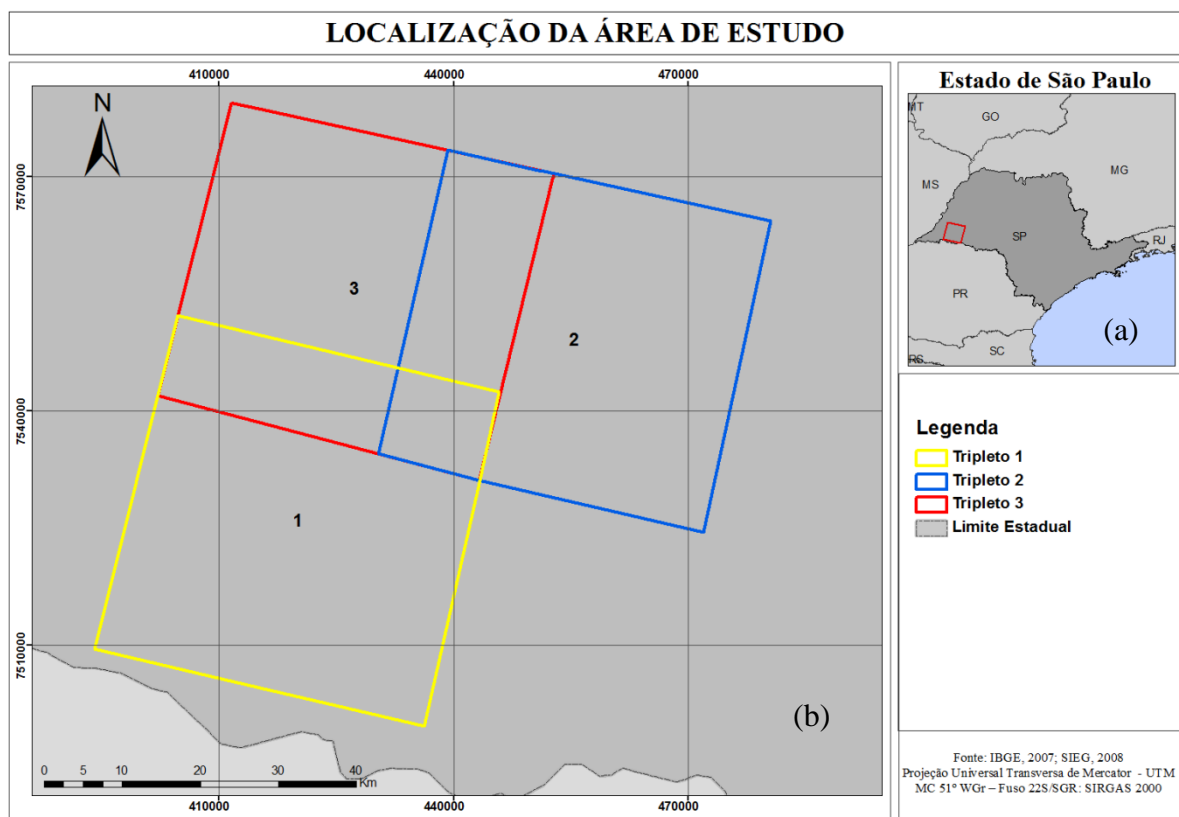 LOCALIZAÇÃO DA ÁREA DE ESTUDO
410000 440000 470000
N
7570000
7540000
7510000
3
2
1
(b)
0 5 10 20 30 40
Km
410000 440000 470000
Estado de São Paulo
MT
GO
MG
MS
SP
RJ
PR
(a)
SC
RS
Legenda
Tripleto 1
Tripleto 2
Tripleto 3
Limite Estadual
Fonte: IBGE, 2007; SIEG, 2008
Projeção Universal Transversa de Mercator - UTM
MC 51º WGr – Fuso 22S/SGR: SIRGAS 2000